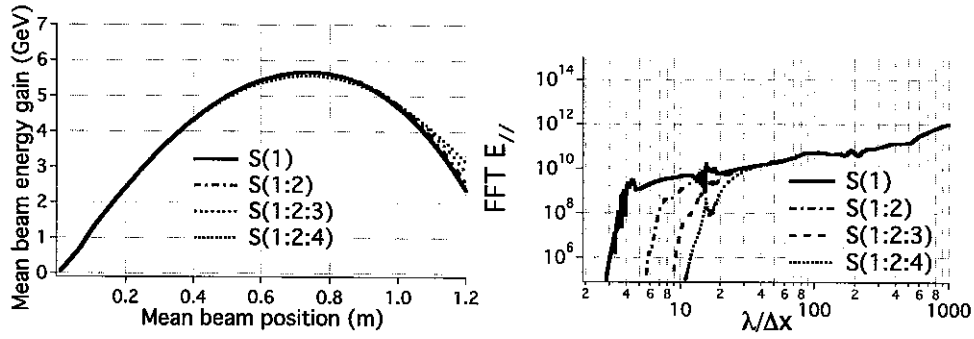 Mean beam energy gain (GeV)
7
6
5
4
3
2
1
0
S(1)
S(1:2)
S(1:2:3)
S(1:2:4)
0.2 0.4 0.6 0.8 1.0 1.2
Mean beam position (m)
FFT E//
10^14
10^12
10^10
10^8
10^6
S(1)
S(1:2)
S(1:2:3)
S(1:2:4)
2 4 6 8 10 2 4 6 8 100 2 4 6 8 1000
λ/Δx